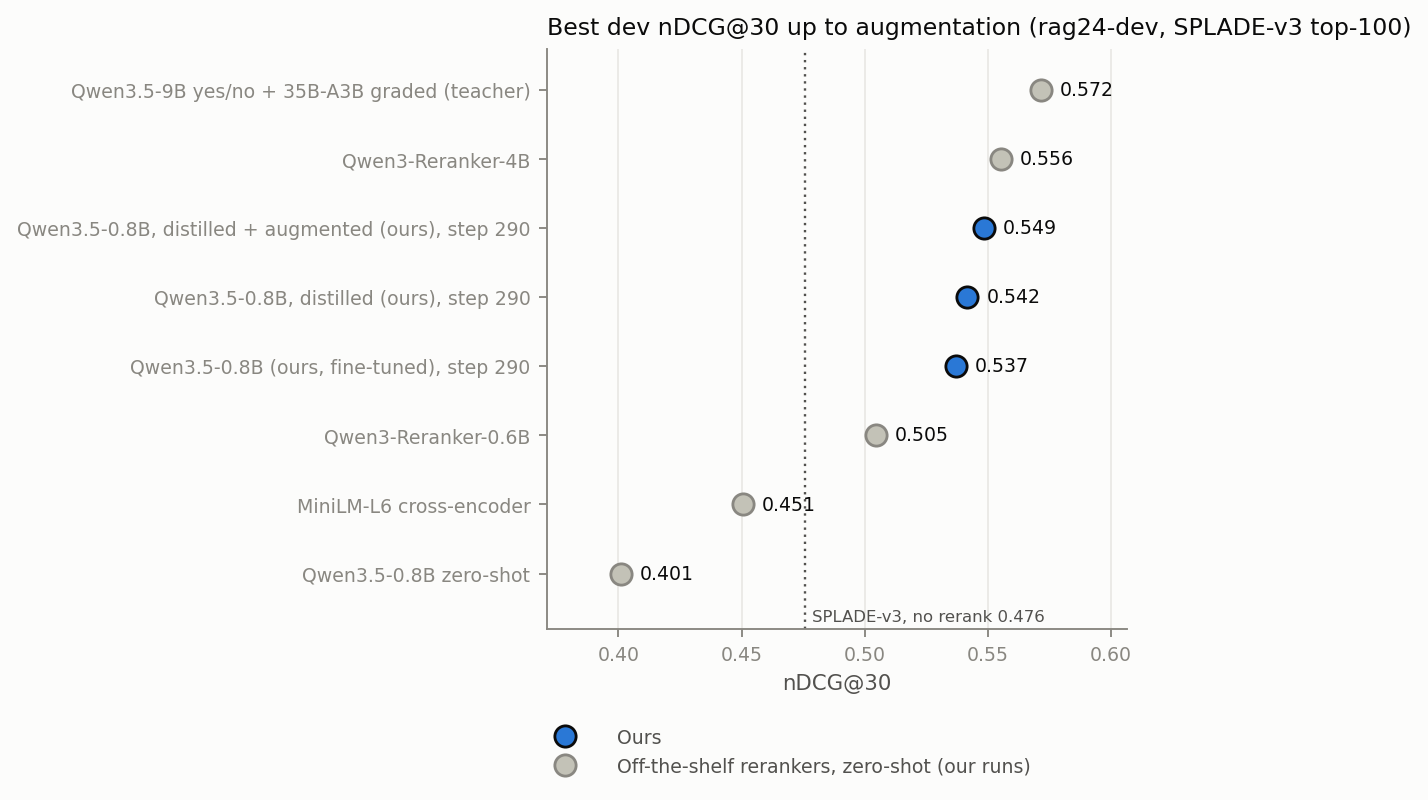 Best dev nDCG@30 up to augmentation (rag24-dev, SPLADE-v3 top-100)
Qwen3.5-9B yes/no + 35B-A3B graded (teacher)
0.572
Qwen3-Reranker-4B
0.556
Qwen3.5-0.8B, distilled + augmented (ours), step 290
0.549
Qwen3.5-0.8B, distilled (ours), step 290
0.542
Qwen3.5-0.8B (ours, fine-tuned), step 290
0.537
Qwen3-Reranker-0.6B
0.505
MiniLM-L6 cross-encoder
0.451
Qwen3.5-0.8B zero-shot
0.401
SPLADE-v3, no rerank 0.476
0.40 0.45 0.50 0.55 0.60
nDCG@30
Ours
Off-the-shelf rerankers, zero-shot (our runs)